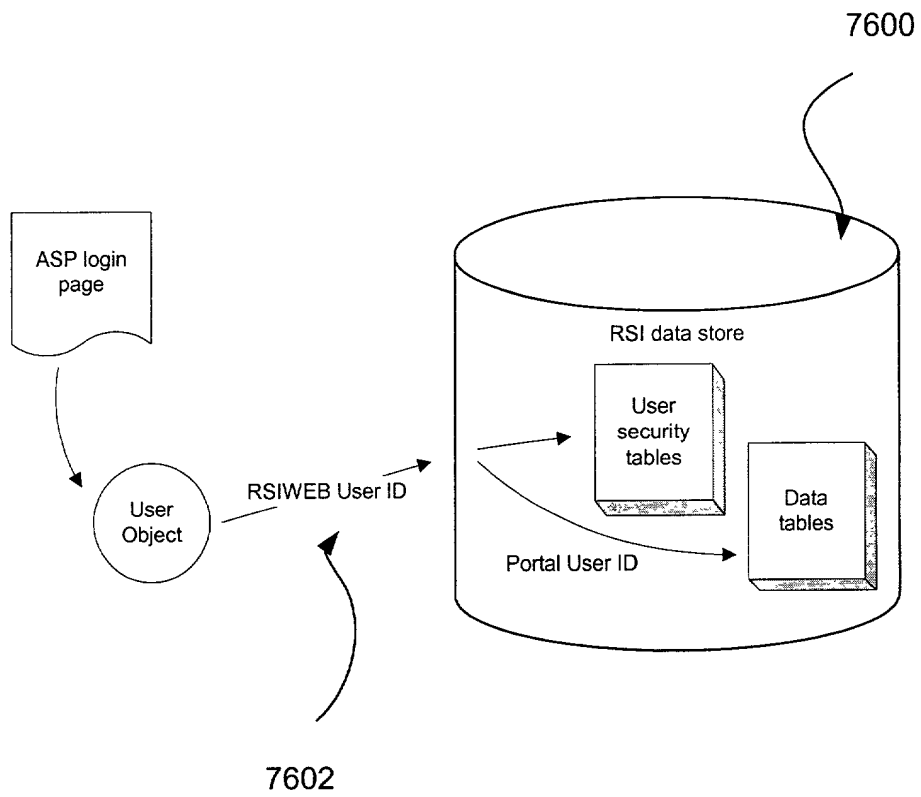 7600
ASP login
page
RSI data store
User
security
tables
User
Object
RSIWEB User ID
Data
tables
Portal User ID
7602